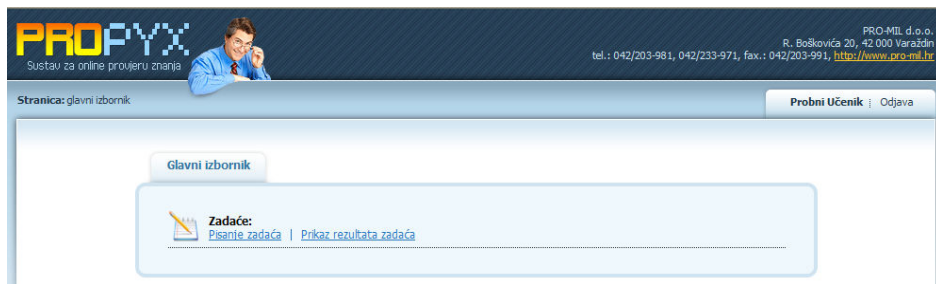 PROPYX
Sustav za online provjeru znanja
PRO-MIL d.o.o.
R. Boškovića 20, 42 000 Varaždin
tel.: 042/203-981, 042/233-971, fax.: 042/203-991, http://www.pro-mil.hr
Stranica: glavni izbornik
Probni Učenik | Odjava
Glavni izbornik
Zadaće:
Pisanje zadaća | Prikaz rezultata zadaća